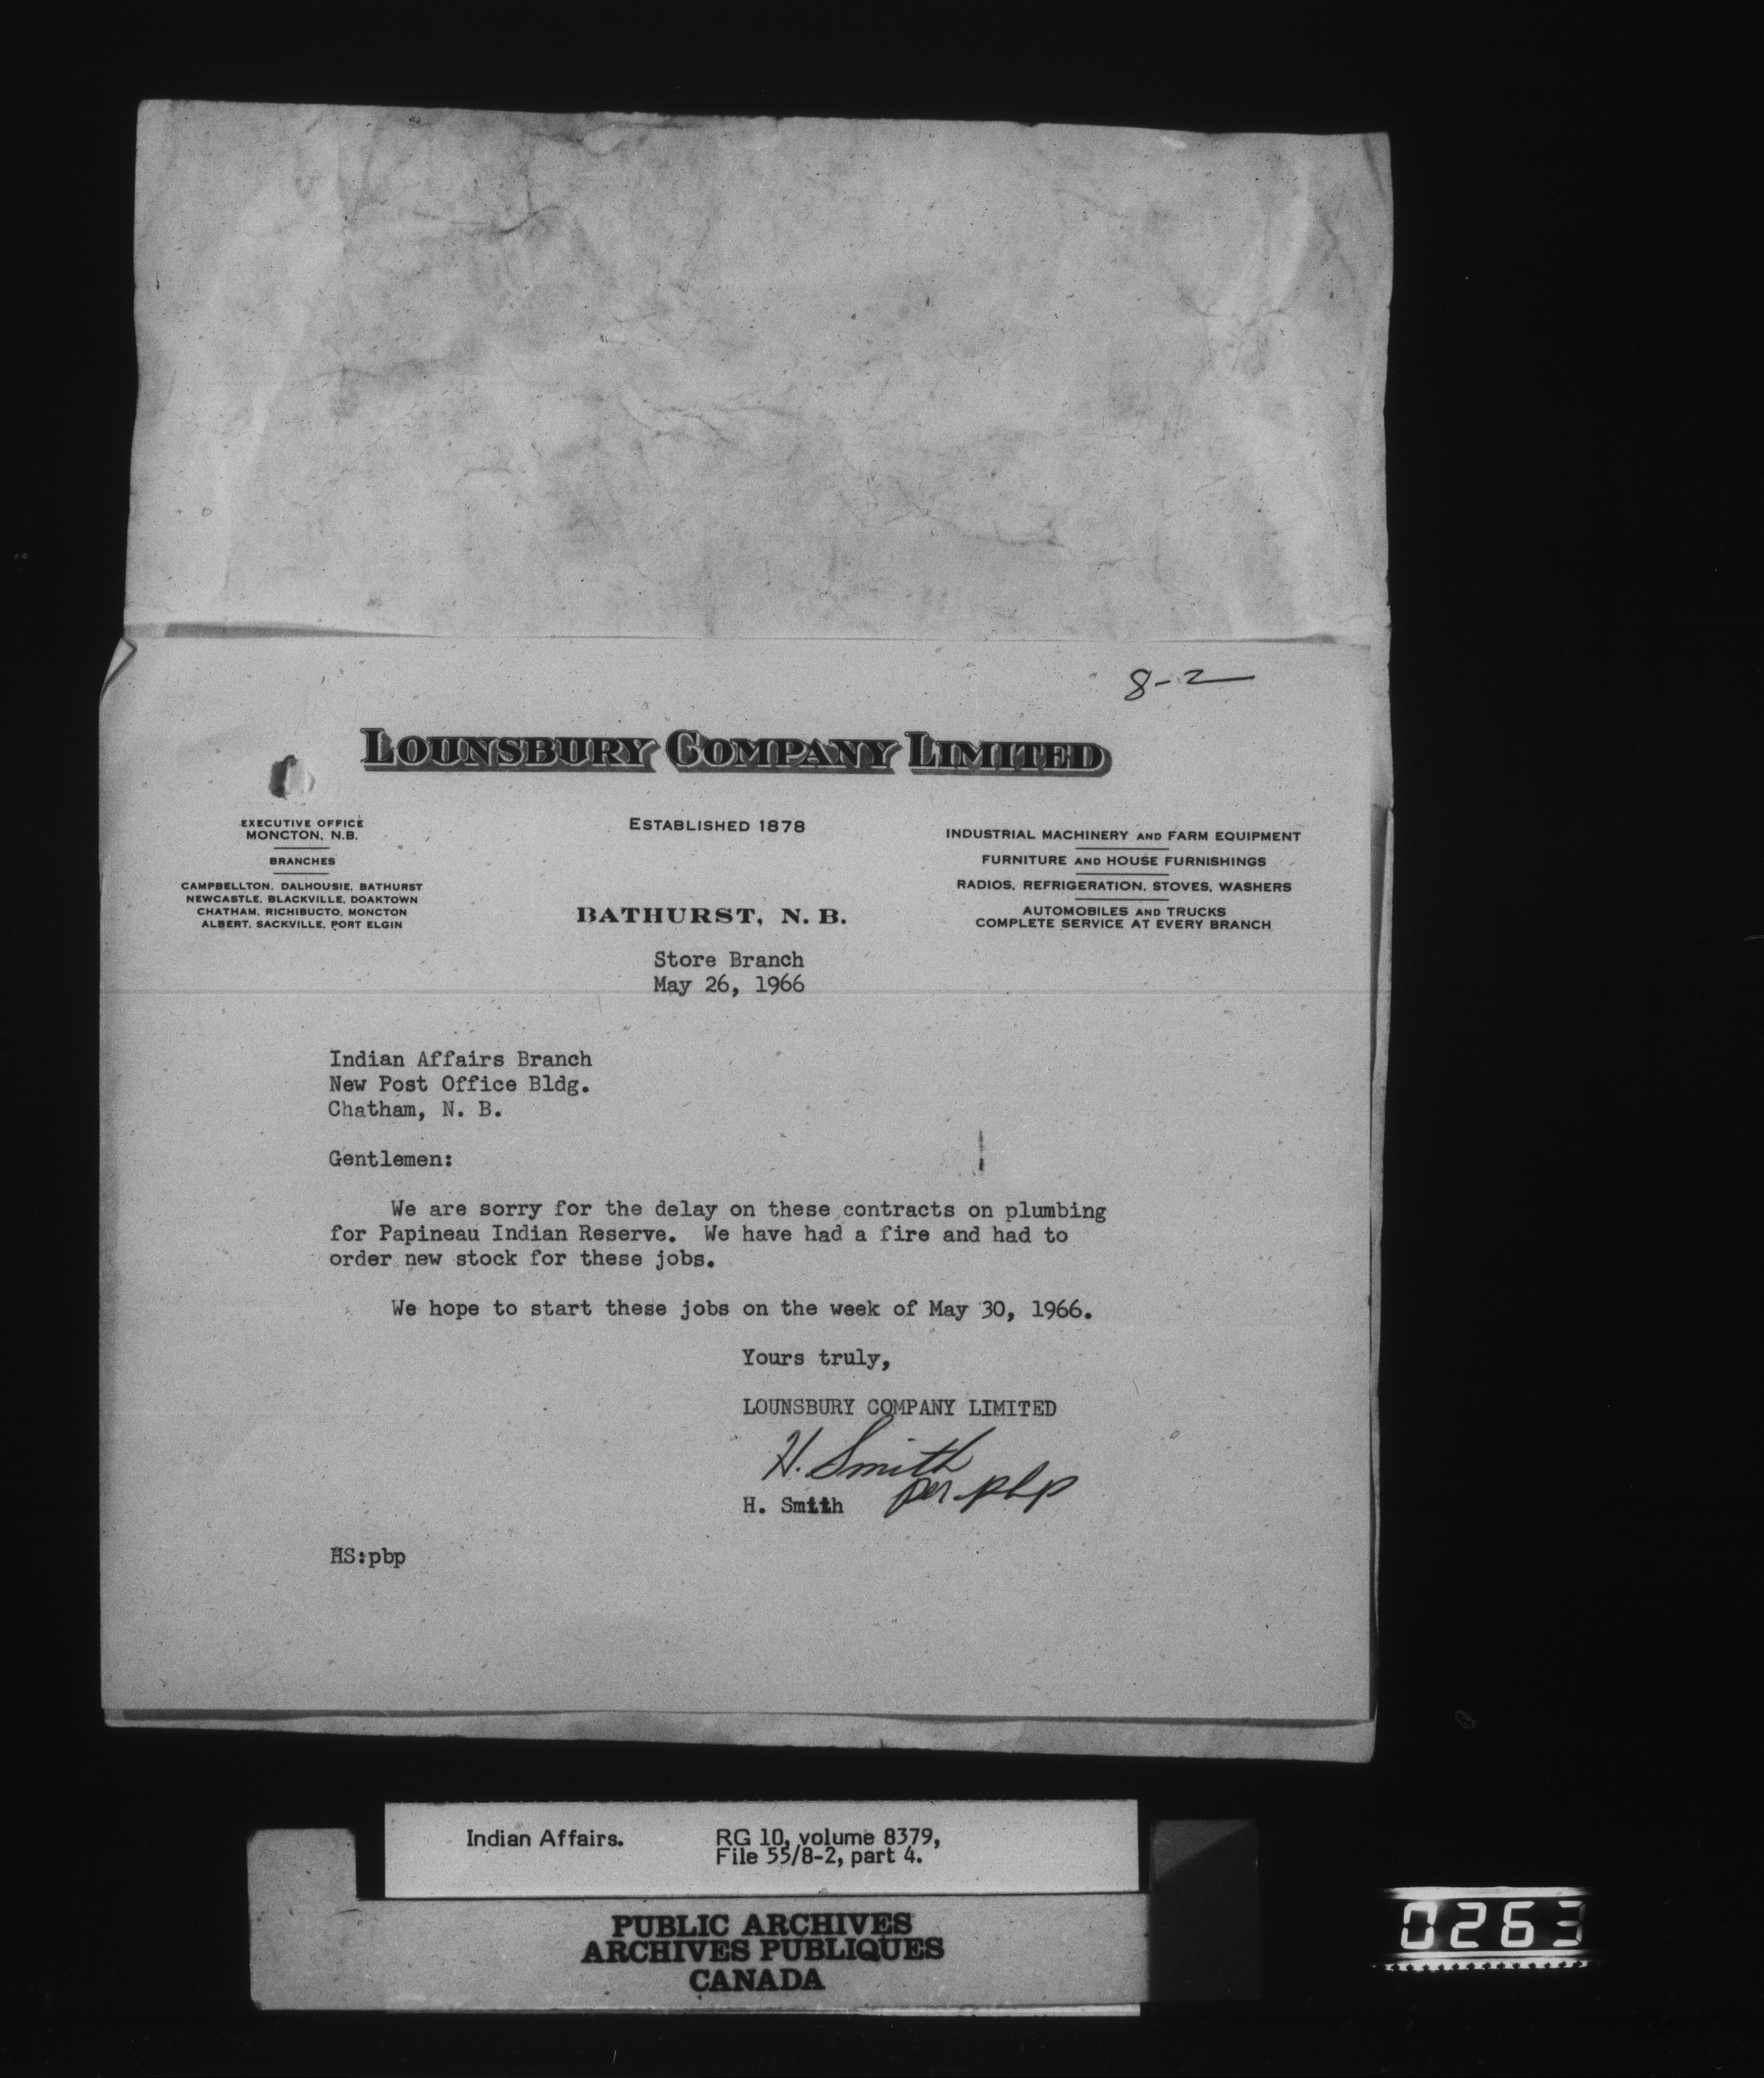 8-2
LOUNSBURY COMPANY LIMITED
EXECUTIVE OFFICE
MONCTON, N.B.
BRANCHES
CAMPBELLTON, DALHOUSIE, BATHURST
NEWCASTLE, BLACKVILLE, DOAKTOWN
CHATHAM, RICHIBUCTO, MONCTON
ALBERT, SACKVILLE, PORT ELGIN
ESTABLISHED 1878
BATHURST, N. B.
INDUSTRIAL MACHINERY AND FARM EQUIPMENT
FURNITURE AND HOUSE FURNISHINGS
RADIOS, REFRIGERATION, STOVES, WASHERS
AUTOMOBILES AND TRUCKS
COMPLETE SERVICE AT EVERY BRANCH
Store Branch
May 26, 1966
Indian Affairs Branch
New Post Office Bldg.
Chatham, N. B.
Gentlemen:
We are sorry for the delay on these contracts on plumbing
for Papineau Indian Reserve. We have had a fire and had to
order new stock for these jobs.
We hope to start these jobs on the week of May 30, 1966.
Yours truly,
LOUNSBURY COMPANY LIMITED
H. Smith
per pbp
H. Smith
HS:pbp
Indian Affairs. RG 10, volume 8379,
File 55/8-2, part 4.
PUBLIC ARCHIVES
ARCHIVES PUBLIQUES
CANADA
0263